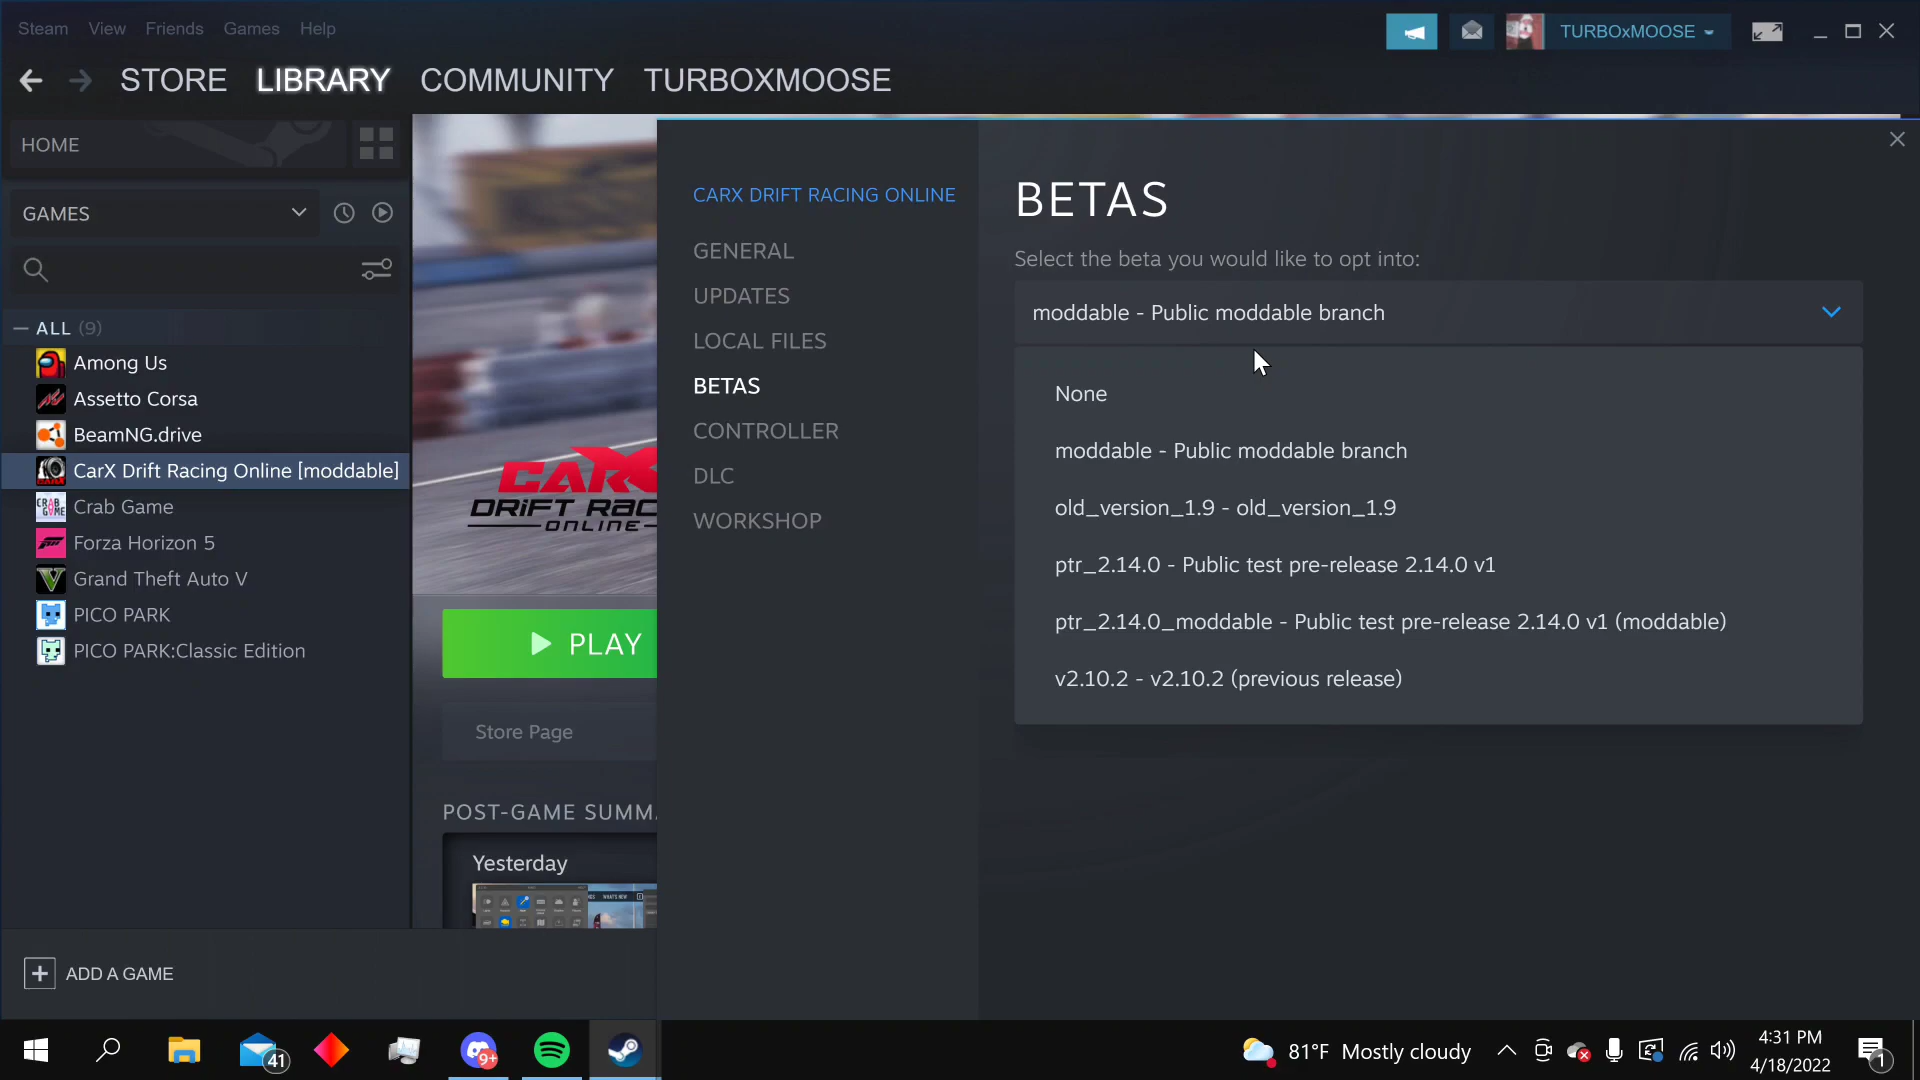 Steam View Friends Games Help
TURBOxMOOSE
STORE LIBRARY COMMUNITY TURBOXMOOSE
HOME
GAMES
ALL (9)
Among Us
Assetto Corsa
BeamNG.drive
CarX Drift Racing Online [moddable]
Crab Game
Forza Horizon 5
Grand Theft Auto V
PICO PARK
PICO PARK:Classic Edition
ADD A GAME
CARX
DRIFT RAC
ONLINE
PLAY
Store Page
POST-GAME SUMMA
Yesterday
CARX DRIFT RACING ONLINE
GENERAL
UPDATES
LOCAL FILES
BETAS
CONTROLLER
DLC
WORKSHOP
BETAS
Select the beta you would like to opt into:
moddable - Public moddable branch
None
moddable - Public moddable branch
old_version_1.9 - old_version_1.9
ptr_2.14.0 - Public test pre-release 2.14.0 v1
ptr_2.14.0_moddable - Public test pre-release 2.14.0 v1 (moddable)
v2.10.2 - v2.10.2 (previous release)
41
9+
81°F Mostly cloudy
4:31 PM
4/18/2022
1